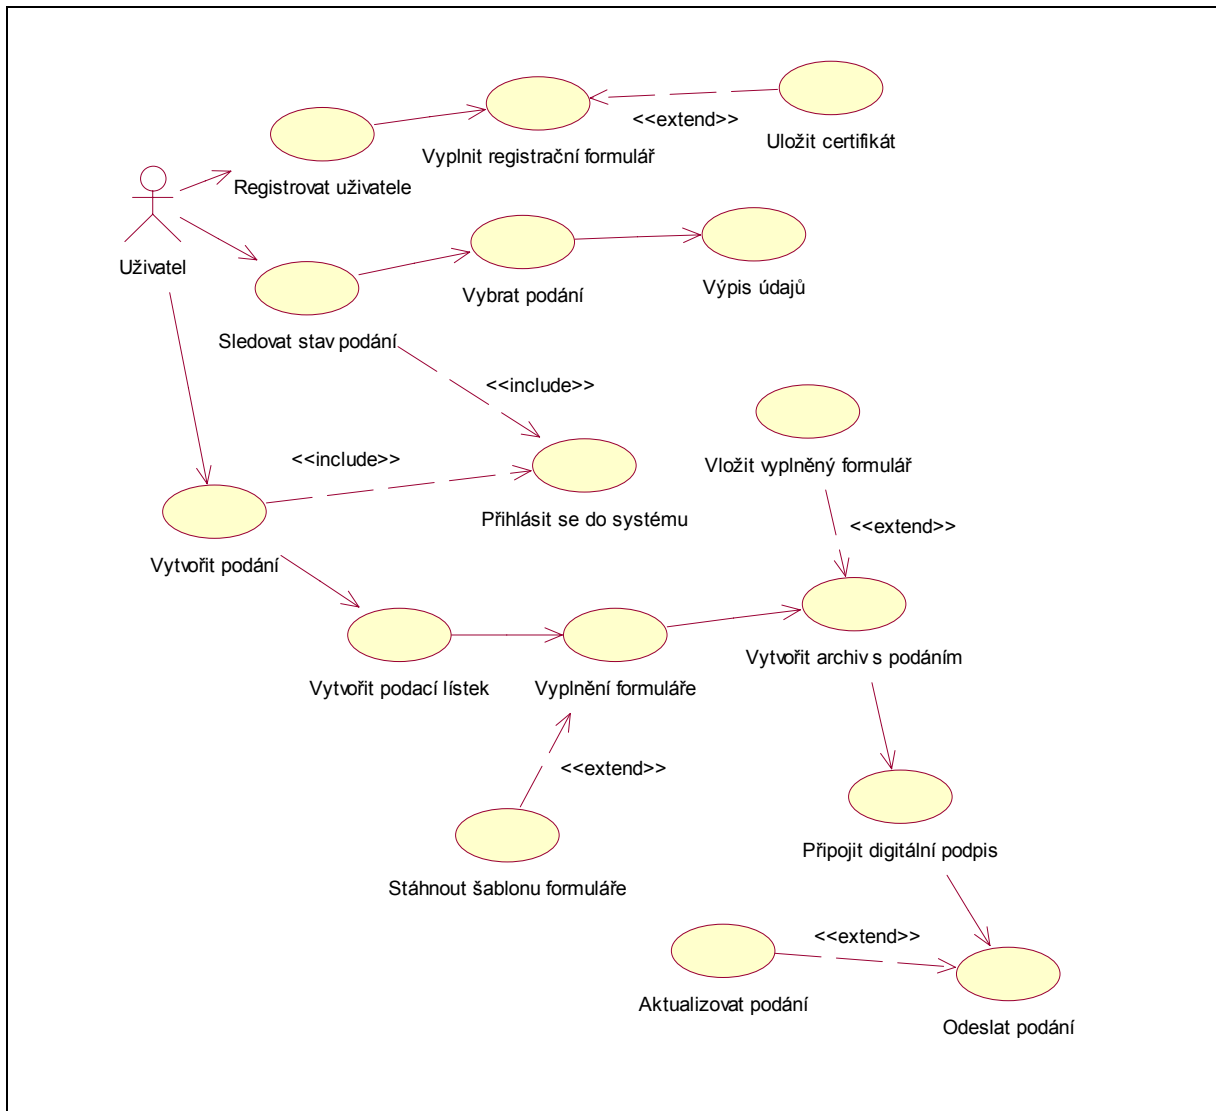 <<extend>>
Uložit certifikát
Vyplnit registrační formulář
Registrovat uživatele
Uživatel
Vybrat podání
Výpis údajů
Sledovat stav podání
<<include>>
<<include>>
Vložit vyplněný formulář
Přihlásit se do systému
<<extend>>
Vytvořit podání
Vytvořit archiv s podáním
Vytvořit podací lístek
Vyplnění formuláře
<<extend>>
Připojit digitální podpis
Stáhnout šablonu formuláře
<<extend>>
Aktualizovat podání
Odeslat podání